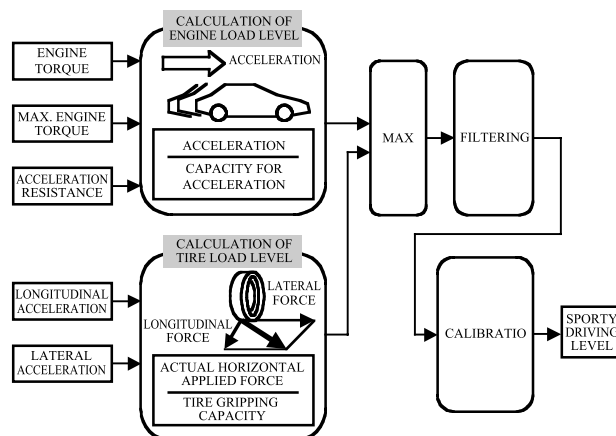 CALCULATION OF
ENGINE LOAD LEVEL
ENGINE
TORQUE
MAX. ENGINE
TORQUE
ACCELERATION
RESISTANCE
ACCELERATION
ACCELERATION
CAPACITY FOR
ACCELERATION
MAX
FILTERING
CALCULATION OF
TIRE LOAD LEVEL
LONGITUDINAL
ACCELERATION
LATERAL
ACCELERATION
LATERAL
FORCE
LONGITUDINAL
FORCE
ACTUAL HORIZONTAL
APPLIED FORCE
TIRE GRIPPING
CAPACITY
CALIBRATIO
SPORTY
DRIVING
LEVEL